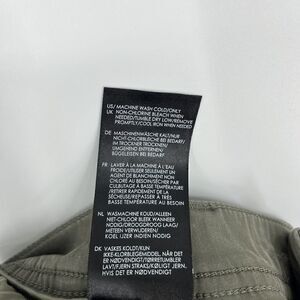 US/ MACHINE WASH COLD/ONLY
UK NON-CHLORINE BLEACH WHEN
NEEDED/TUMBLE DRY LOW/REMOVE
PROMPTLY/COOL IRON WHEN NEEDED
DE MASCHINENWÄSCHE KALT/NUR
NICHT-CHLORBLEICHE BEI BEDARF/
IM TROCKNER TROCKNEN/
UMGEHEND ENTFERNEN/
BÜGELEISEN BEI BEDARF
FR LAVER À LA MACHINE À L'EAU
FROIDE/UTILISER SEULEMENT UN
AGENT DE BLANCHIMENT NON
CHLORÉ AU BESOIN/SÉCHER PAR
CULBUTAGE À BASSE TEMPÉRATURE
RETIRER RAPIDEMENT DE LA
SÉCHEUSE/REPASSER À TRÈS
BASSE TEMPÉRATURE AU BESOIN
NL WASMACHINE KOUD/ALLEEN
NIET-CHLOOR BLEEK WANNEER
NODIG/DROOGDROOG LAAG/
METEEN VERWIJDEREN/
KOEL IJZER INDIEN NODIG
DK VASKES KOLDT/KUN
IKKE-KLORBLEGEMIDDEL, NÅR DET
ER NØDVENDIGT/TØRRETUMBLER
LAVT/FJERN STRAKS/KØLIGT JERN,
HVIS DET ER NØDVENDIGT